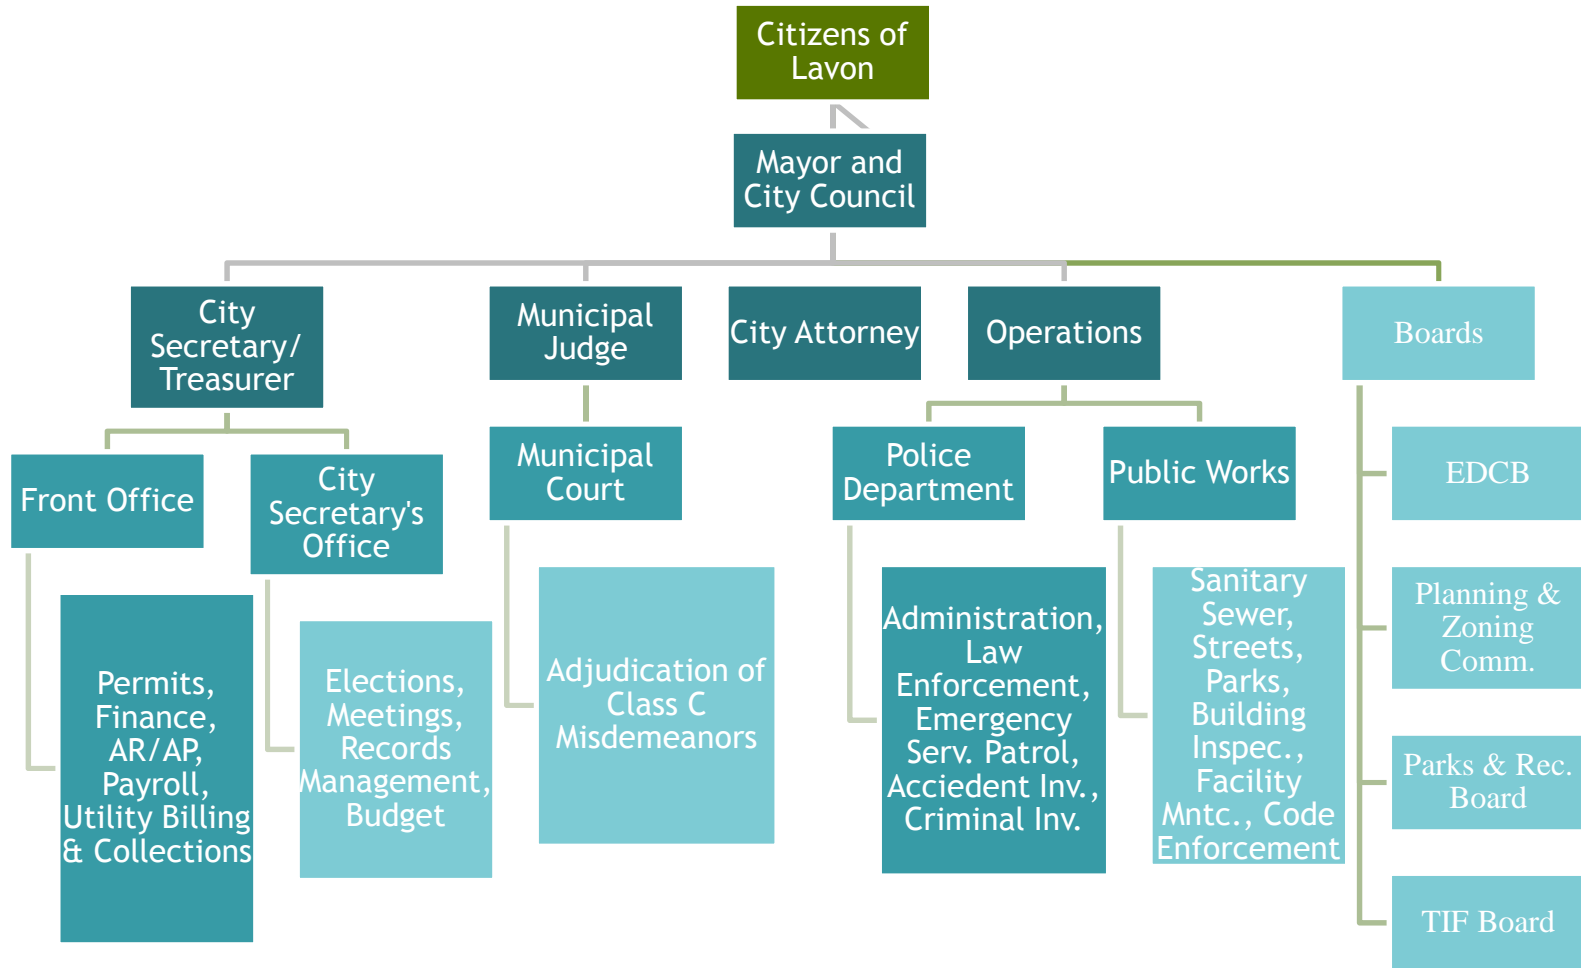 Citizens of
Lavon
Mayor and
City Council
City
Secretary/
Treasurer
Municipal
Judge
City Attorney
Operations
Boards
Front Office
City
Secretary's
Office
Municipal
Court
Police
Department
Public Works
EDCB
Permits,
Finance,
AR/AP,
Payroll,
Utility Billing
& Collections
Elections,
Meetings,
Records
Management,
Budget
Adjudication of
Class C
Misdemeanors
Administration,
Law
Enforcement,
Emergency
Serv. Patrol,
Acciedent Inv.,
Criminal Inv.
Sanitary
Sewer,
Streets,
Parks,
Building
Inspec.,
Facility
Mntc., Code
Enforcement
Planning &
Zoning
Comm.
Parks & Rec.
Board
TIF Board